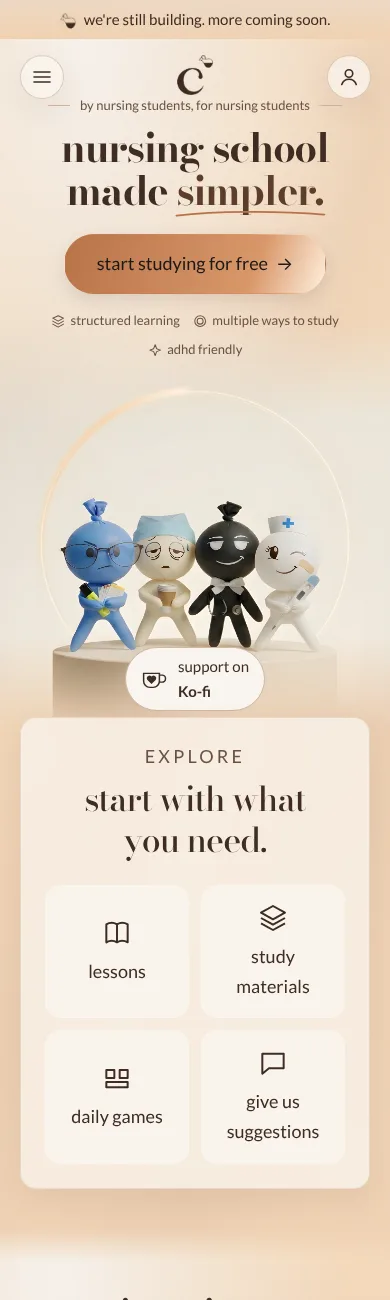 we're still building. more coming soon.
c
by nursing students, for nursing students
nursing school
made simpler.
start studying for free →
structured learning
multiple ways to study
adhd friendly
support on
Ko-fi
EXPLORE
start with what
you need.
lessons
study
materials
daily games
give us
suggestions